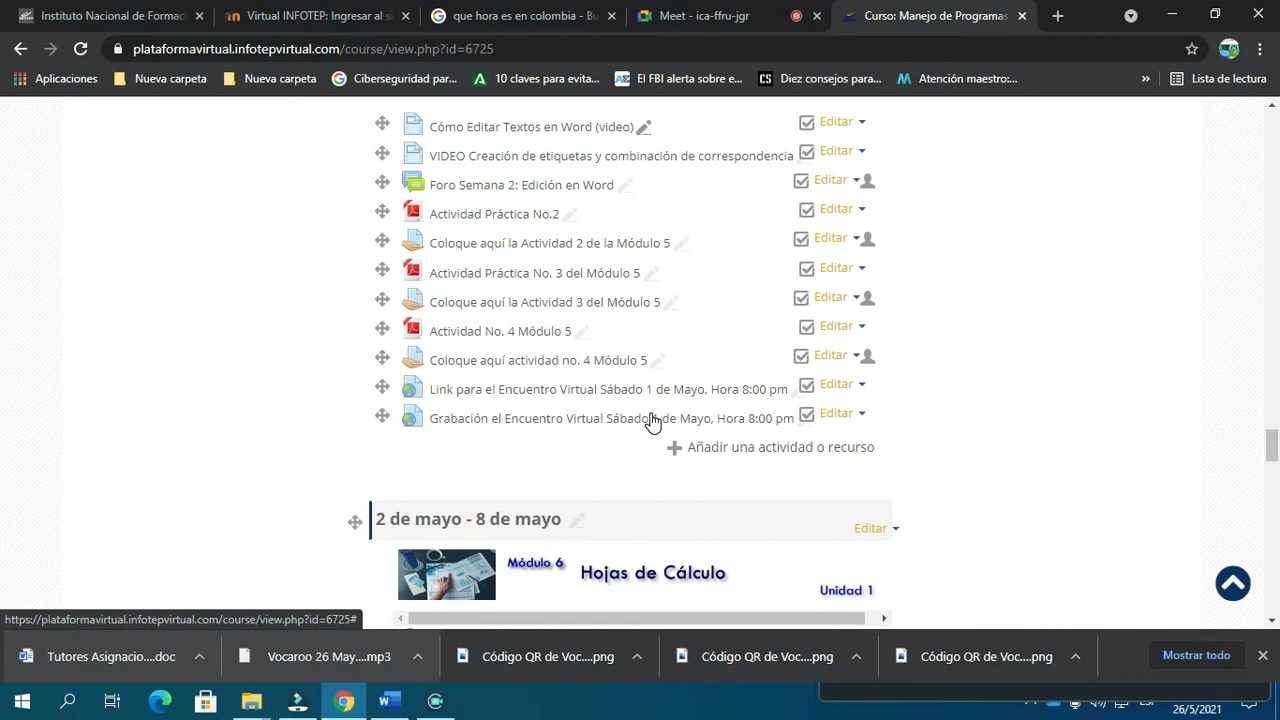 Instituto Nacional de Formaci
Virtual INFOTEP: Ingresar al si
que hora es en colombia - Bu
Meet - ica-ffru-jgr
Curso: Manejo de Programas
plataformavirtual.infotepvirtual.com/course/view.php?id=6725
Aplicaciones
Nueva carpeta
Nueva carpeta
Ciberseguridad par...
10 claves para evita...
El FBI alerta sobre e...
Diez consejos para...
Atención maestro:...
»
Lista de lectura
Cómo Editar Textos en Word (video)
Editar
VIDEO Creación de etiquetas y combinación de correspondencia
Editar
Foro Semana 2: Edición en Word
Editar
Actividad Práctica No.2
Editar
Coloque aquí la Actividad 2 de la Módulo 5
Editar
Actividad Práctica No. 3 del Módulo 5
Editar
Coloque aquí la Actividad 3 del Módulo 5
Editar
Actividad No. 4 Módulo 5
Editar
Coloque aquí actividad no. 4 Módulo 5
Editar
Link para el Encuentro Virtual Sábado 1 de Mayo, Hora 8:00 pm
Editar
Grabación el Encuentro Virtual Sábado de Mayo, Hora 8:00 pm
Editar
Añadir una actividad o recurso
2 de mayo - 8 de mayo
Editar
Módulo 6
Hojas de Cálculo
Unidad 1
https://plataformavirtual.infotepvirtual.com/course/view.php?id=6725#
Tutores Asignacio....doc
Vocaroo 26 May....mp3
Código QR de Voc....png
Código QR de Voc....png
Código QR de Voc....png
Mostrar todo
26/5/2021